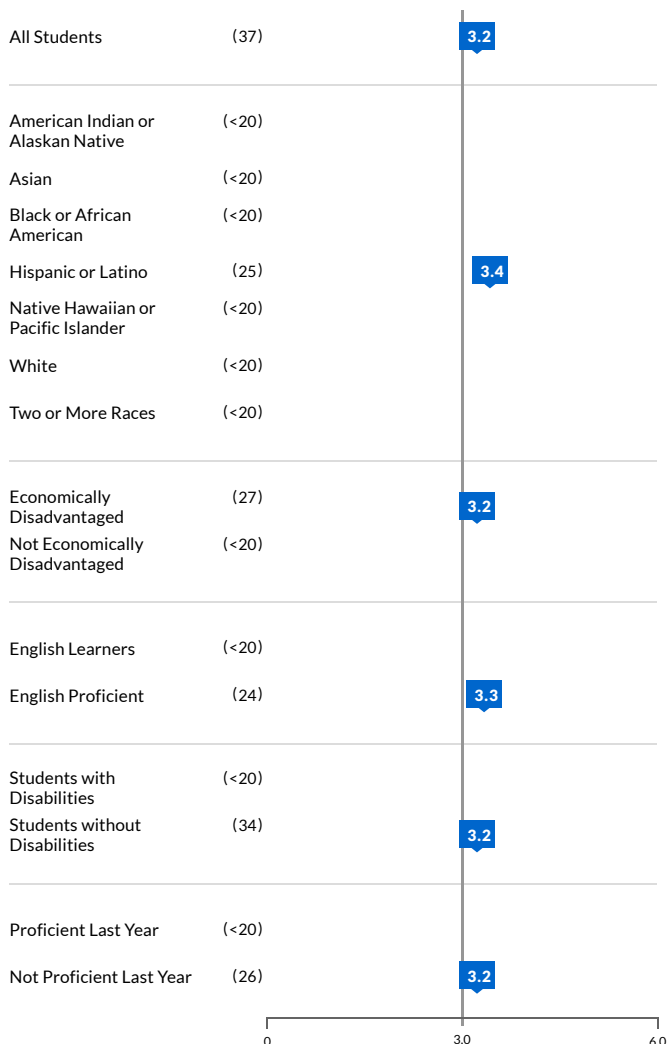 All Students (37) 3.2
American Indian or (<20)
Alaskan Native
Asian (<20)
Black or African (<20)
American
Hispanic or Latino (25) 3.4
Native Hawaiian or (<20)
Pacific Islander
White (<20)
Two or More Races (<20)
Economically (27) 3.2
Disadvantaged
Not Economically (<20)
Disadvantaged
English Learners (<20)
English Proficient (24) 3.3
Students with (<20)
Disabilities
Students without (34) 3.2
Disabilities
Proficient Last Year (<20)
Not Proficient Last Year (26) 3.2
0 3.0 6.0